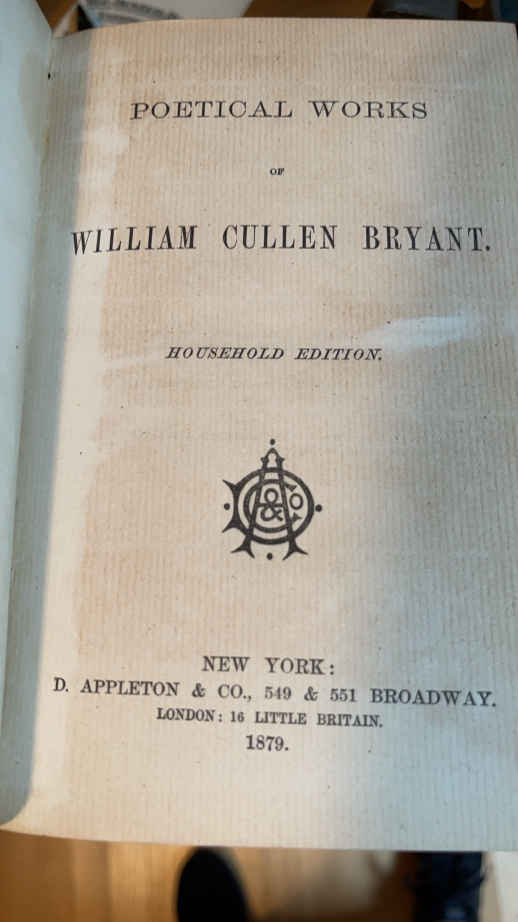 POETICAL WORKS
OF
WILLIAM CULLEN BRYANT.
HOUSEHOLD EDITION.
NEW YORK:
D. APPLETON & CO., 549 & 551 BROADWAY.
LONDON: 16 LITTLE BRITAIN.
1879.